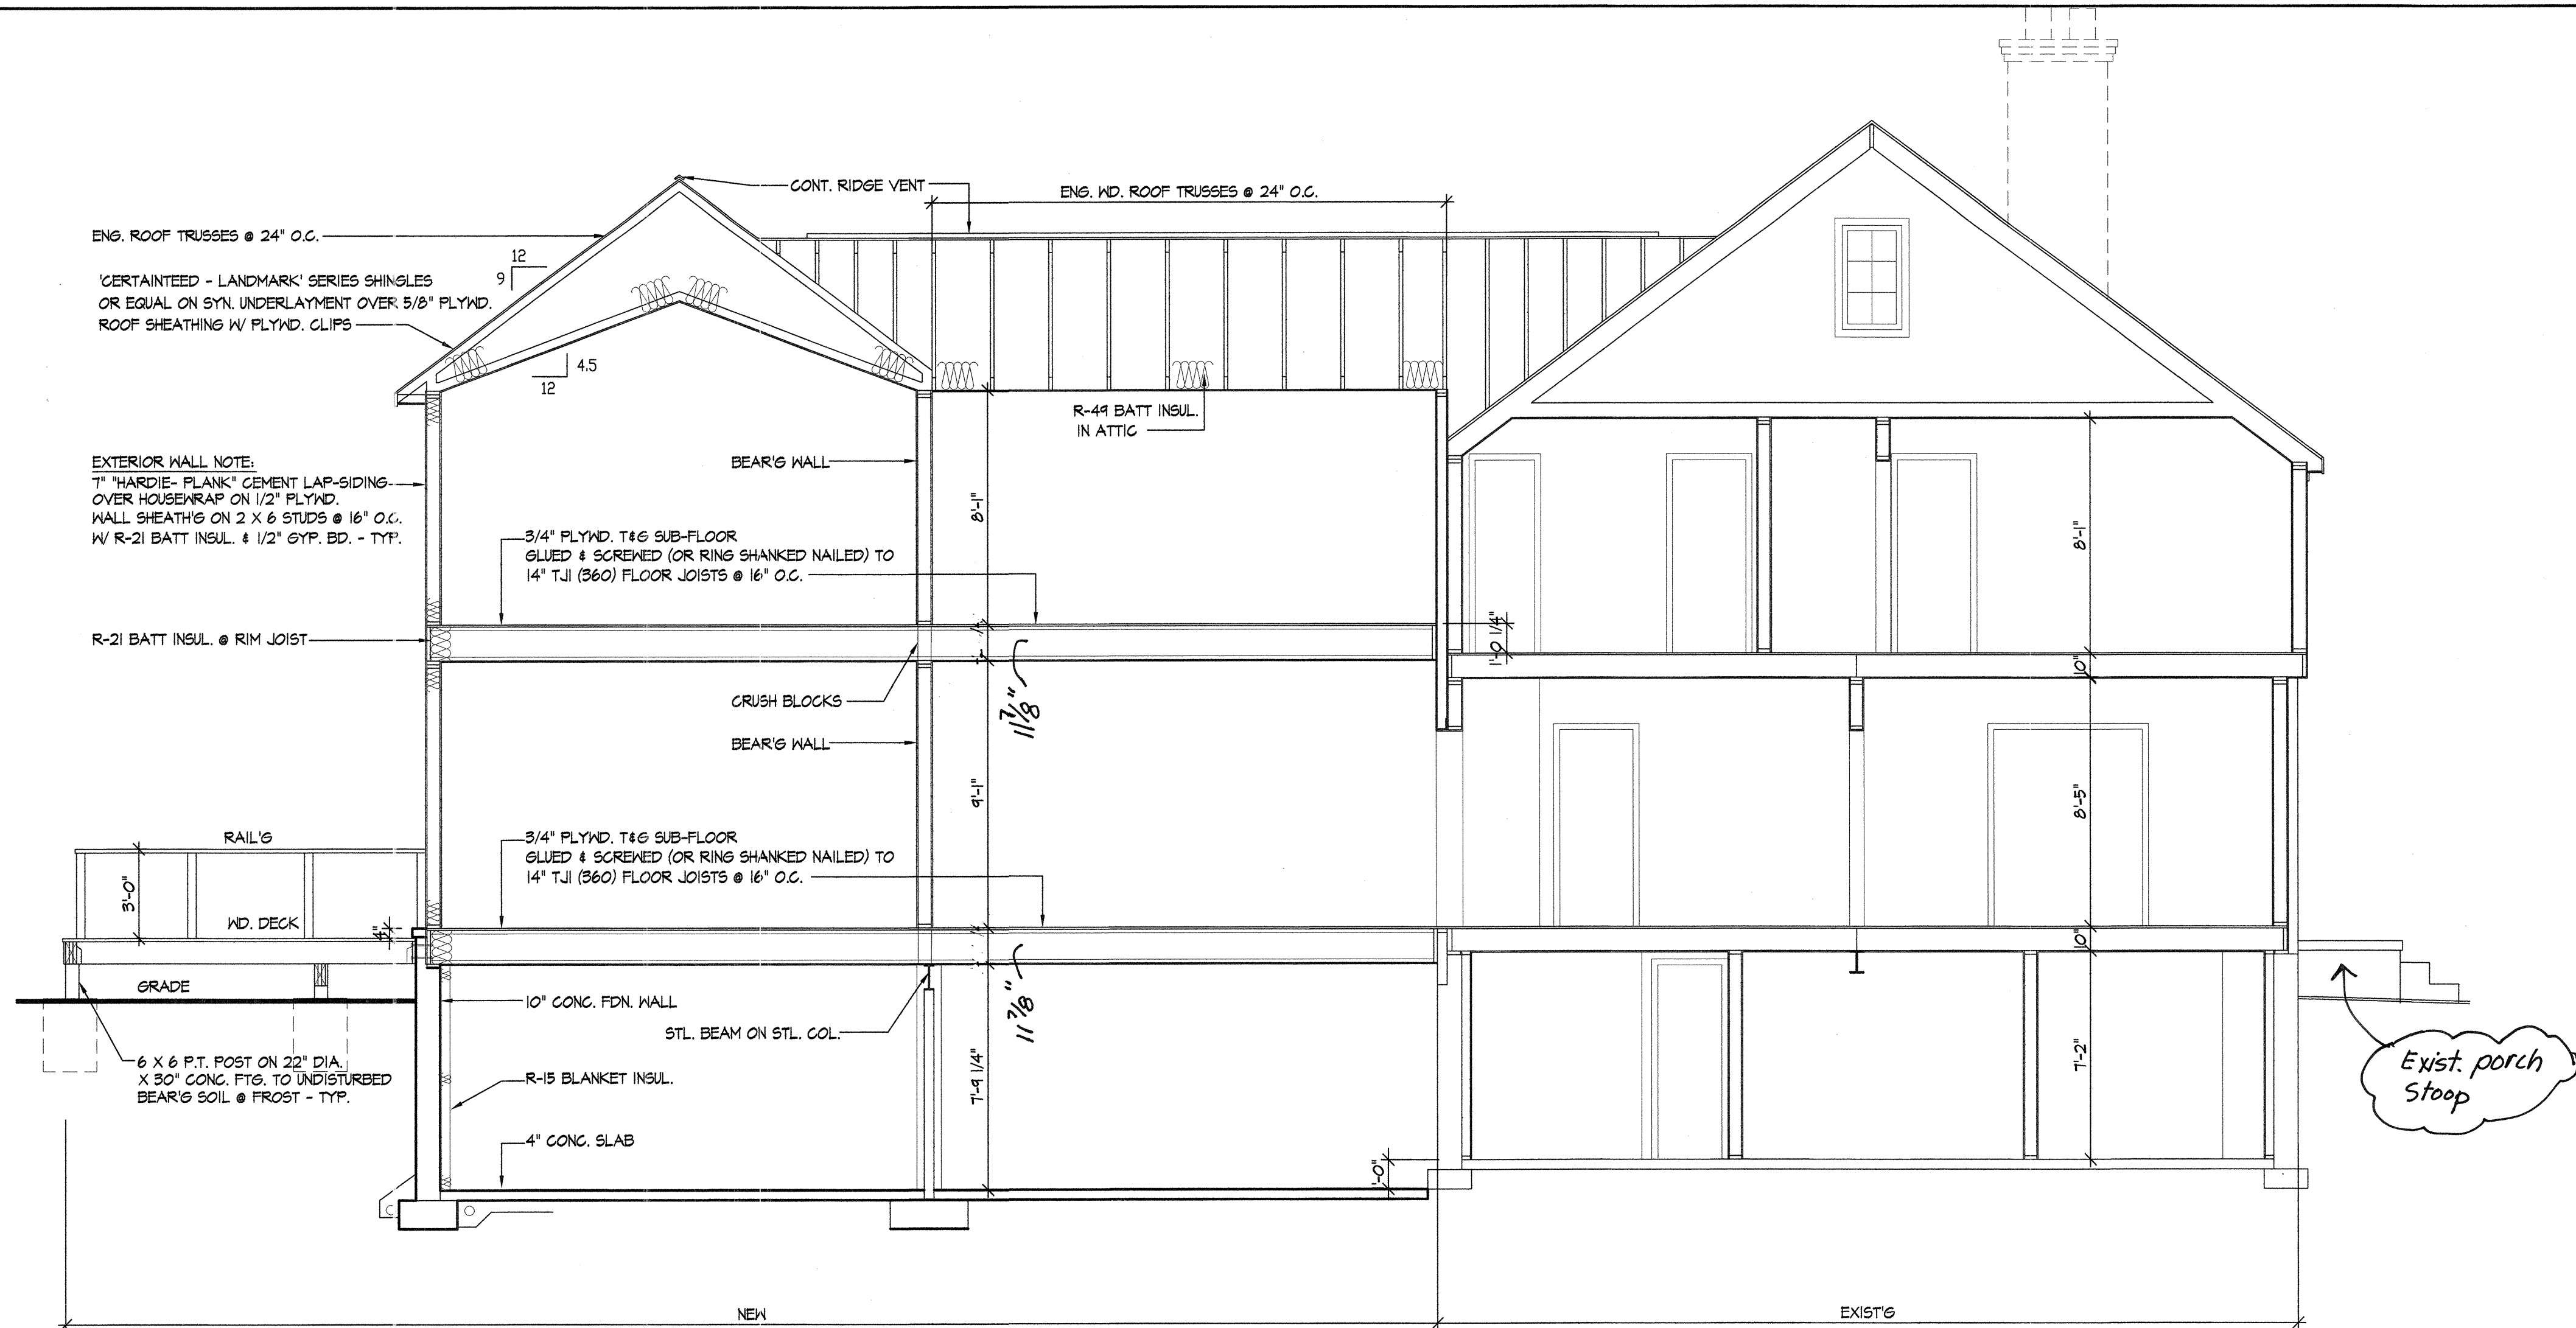 CONT. RIDGE VENT
ENG. WD. ROOF TRUSSES @ 24" O.C.
ENG. ROOF TRUSSES @ 24" O.C.
12
9
'CERTAINTEED - LANDMARK' SERIES SHINGLES
OR EQUAL ON SYN. UNDERLAYMENT OVER 5/8" PLYWD.
ROOF SHEATHING W/ PLYWD. CLIPS
4.5
12
R-49 BATT INSUL.
IN ATTIC
EXTERIOR WALL NOTE:
7" "HARDIE- PLANK" CEMENT LAP-SIDING
OVER HOUSEWRAP ON 1/2" PLYWD.
WALL SHEATH'G ON 2 X 6 STUDS @ 16" O.C.
W/ R-21 BATT INSUL. & 1/2" GYP. BD. - TYP.
BEAR'G WALL
8'-1"
8'-1"
3/4" PLYWD. T&G SUB-FLOOR
GLUED & SCREWED (OR RING SHANKED NAILED) TO
14" TJI (360) FLOOR JOISTS @ 16" O.C.
R-21 BATT INSUL. @ RIM JOIST
1'-0 1/4"
10"
CRUSH BLOCKS
11 7/8"
BEAR'G WALL
9'-1"
8'-5"
RAIL'G
3/4" PLYWD. T&G SUB-FLOOR
GLUED & SCREWED (OR RING SHANKED NAILED) TO
14" TJI (360) FLOOR JOISTS @ 16" O.C.
3'-0"
WD. DECK
4"
10"
GRADE
10" CONC. FDN. WALL
11 7/8"
STL. BEAM ON STL. COL.
6 X 6 P.T. POST ON 22" DIA.
X 30" CONC. FTG. TO UNDISTURBED
BEAR'G SOIL @ FROST - TYP.
R-15 BLANKET INSUL.
7'-9 1/4"
7'-2"
Exist. porch
Stoop
4" CONC. SLAB
1'-0"
NEW
EXIST'G